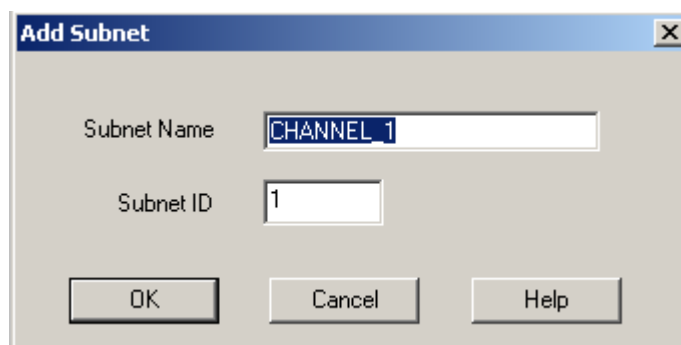 Add Subnet
Subnet Name CHANNEL_1
Subnet ID 1
OK Cancel Help